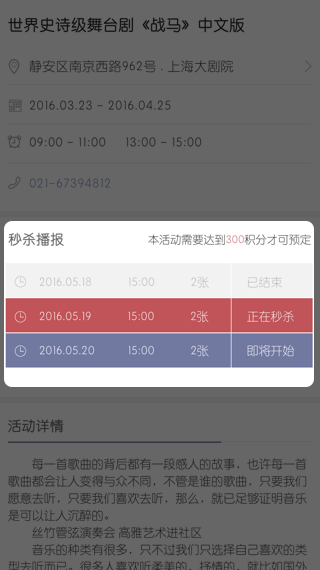 世界史诗级舞台剧《战马》中文版
静安区南京西路962号 . 上海大剧院
2016.03.23 - 2016.04.25
09:00 - 11:00 13:00 - 15:00
021-67394812
秒杀播报 本活动需要达到300积分才可预定
2016.05.18 15:00 2张 已结束
2016.05.19 15:00 2张 正在秒杀
2016.05.20 15:00 2张 即将开始
活动详情
每一首歌曲的背后都有一段感人的故事，也许每一首
歌曲都会让人变得与众不同，不管是谁的歌曲，只要我们
愿意去听，只要我们喜欢去听，那么，就已足够证明音乐
是可以让人沉醉的。
丝竹管弦演奏会 高雅艺术进社区
音乐的种类有很多，只不过我们只选择自己喜欢的类
型去听而已。很多人喜欢听柔美的，抒情的，就比如国外